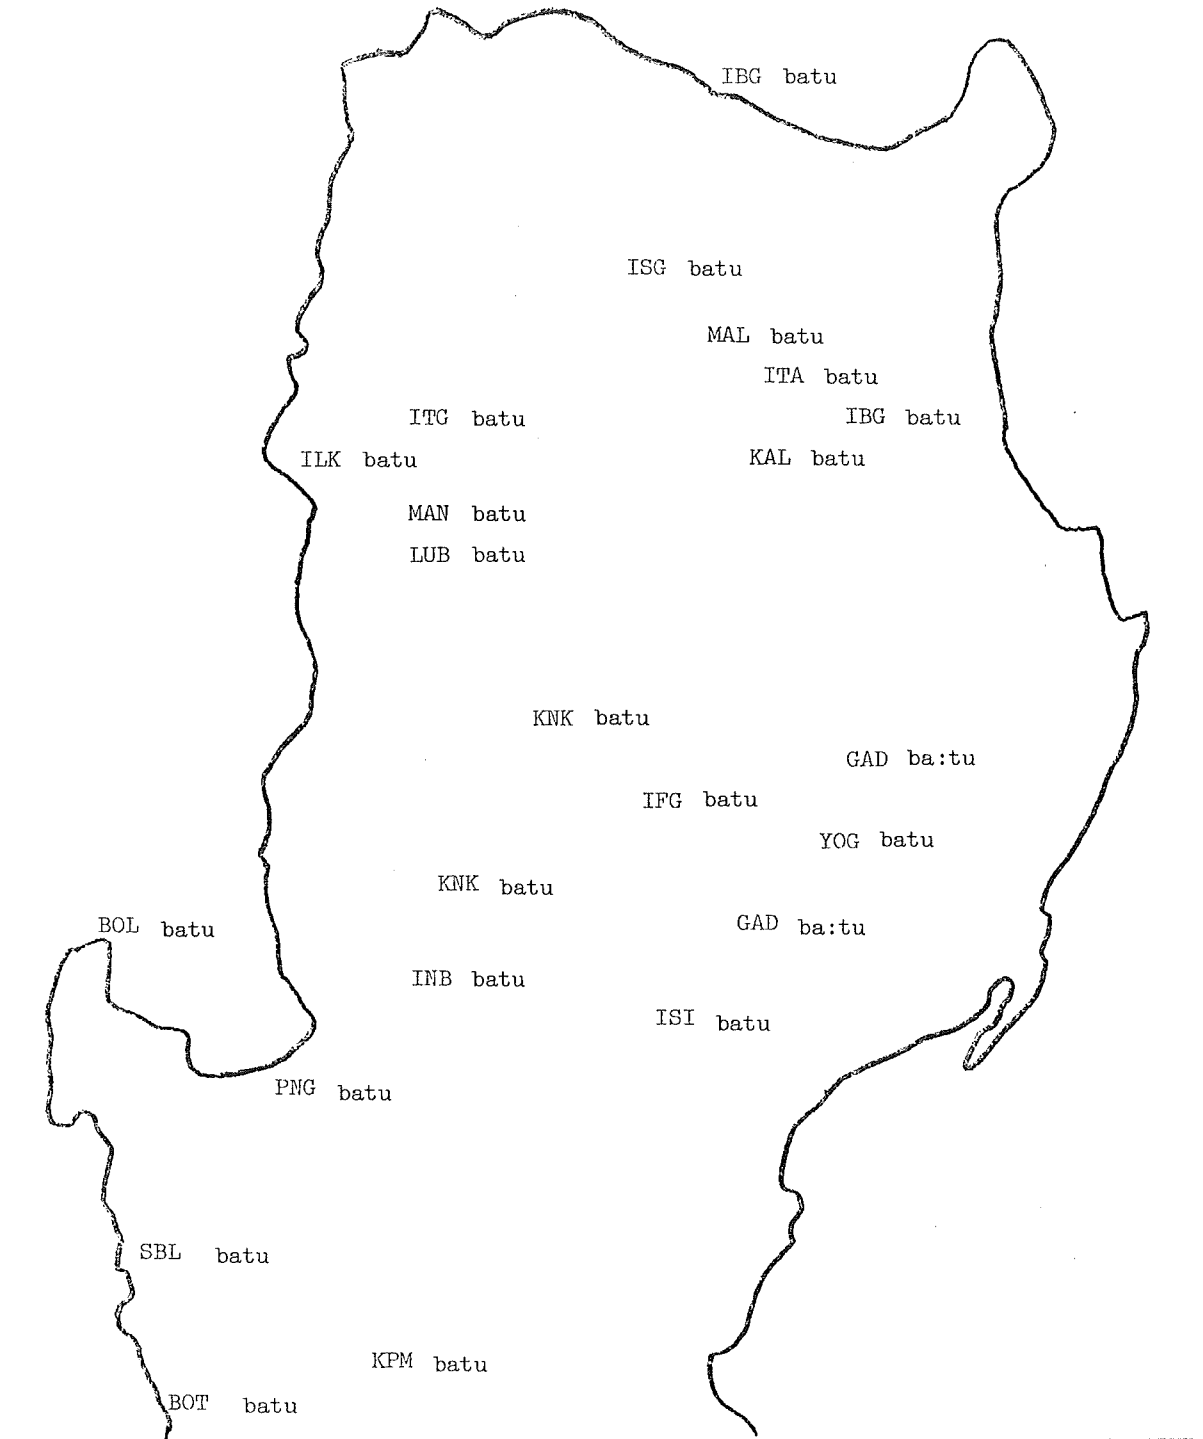 IBG batu
ISG batu
MAL batu
ITA batu
ITG batu
IBG batu
ILK batu
KAL batu
MAN batu
LUB batu
KNK batu
GAD ba:tu
IFG batu
YOG batu
KNK batu
BOL batu
GAD ba:tu
INB batu
ISI batu
PNG batu
SBL batu
KPM batu
BOT batu